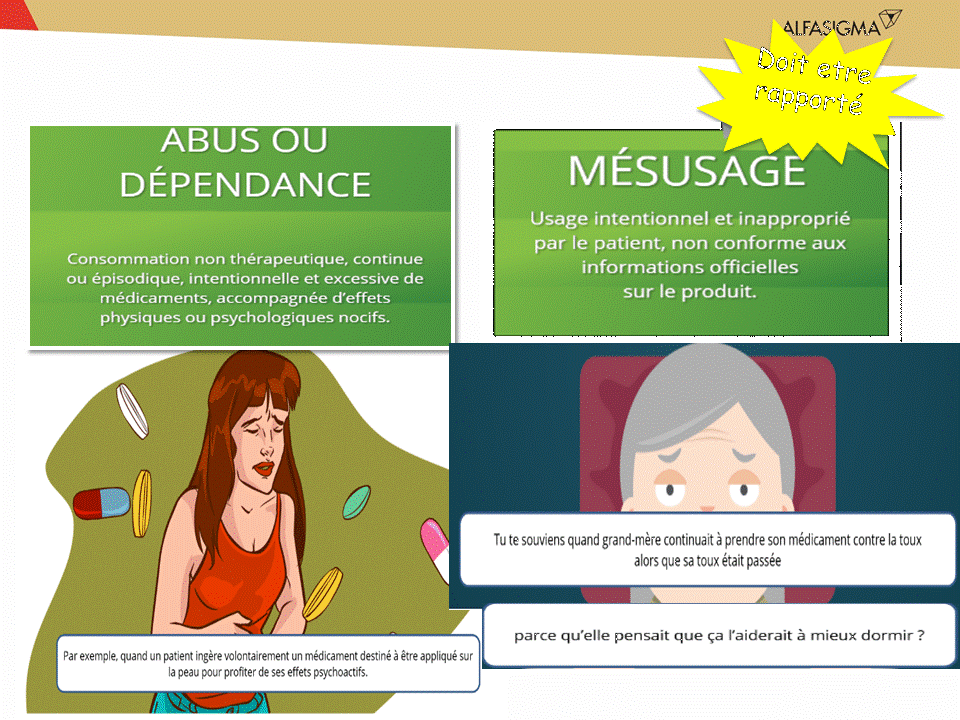 ALFASIGMA
Doit etre
rapporté
ABUS OU
DÉPENDANCE
Consommation non thérapeutique, continue
ou épisodique, intentionnelle et excessive de
médicaments, accompagnée d’effets
physiques ou psychologiques nocifs.
MÉSUSAGE
Usage intentionnel et inapproprié
par le patient, non conforme aux
informations officielles
sur le produit.
Par exemple, quand un patient ingère volontairement un médicament destiné à être appliqué sur
la peau pour profiter de ses effets psychoactifs.
Tu te souviens quand grand-mère continuait à prendre son médicament contre la toux
alors que sa toux était passée
parce qu’elle pensait que ça l’aiderait à mieux dormir ?